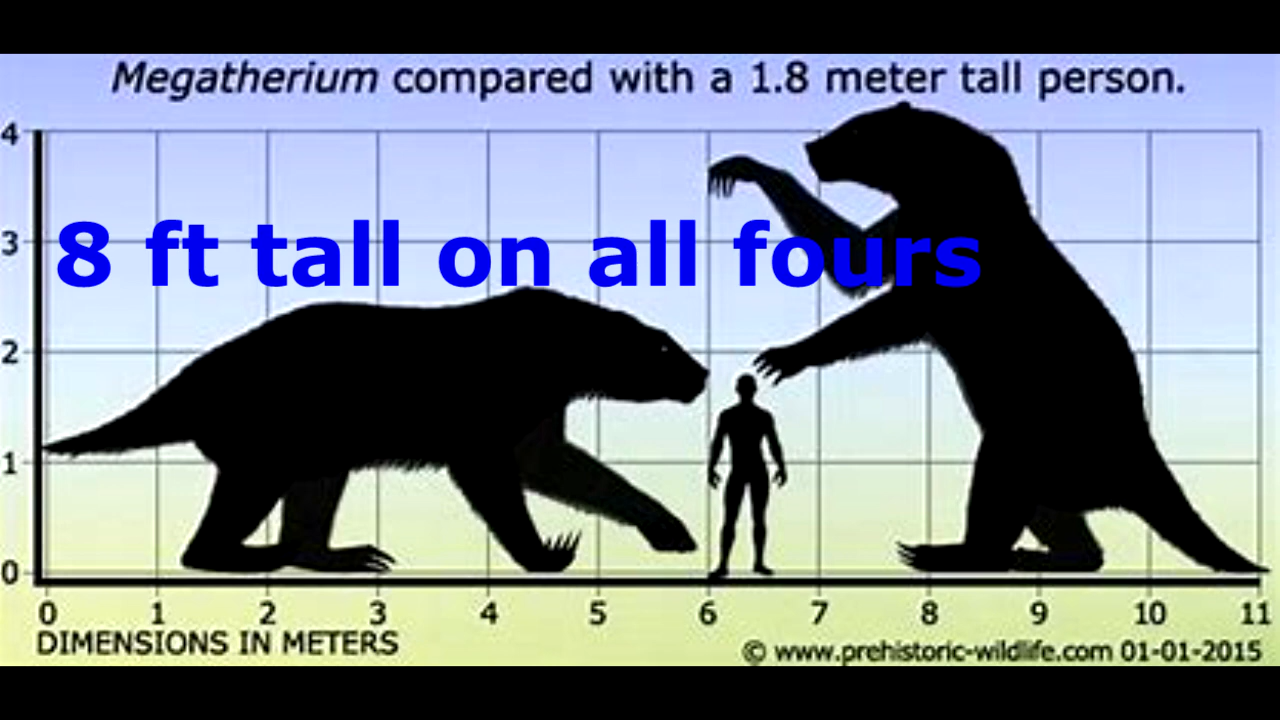 Megatherium compared with a 1.8 meter tall person.
4
3
8 ft tall on all fours
2
1
0
0 1 2 3 4 5 6 7 8 9 10 11
DIMENSIONS IN METERS
© www.prehistoric-wildlife.com 01-01-2015